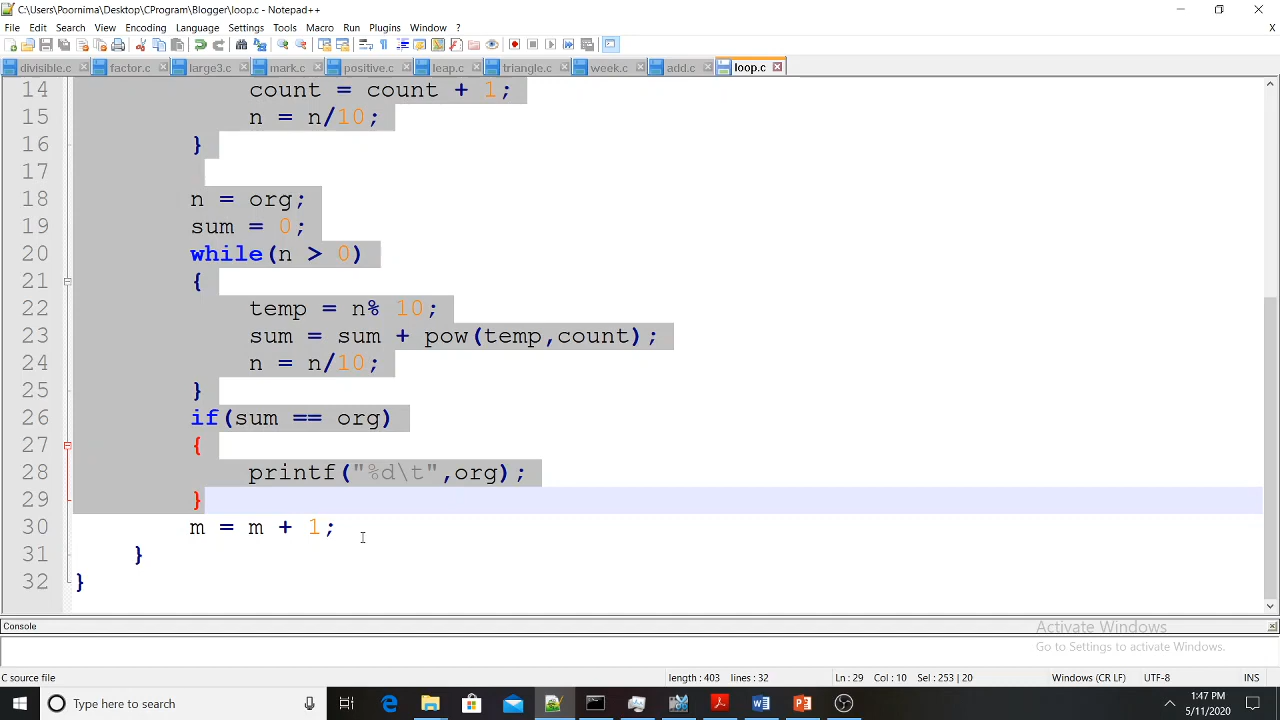 C:\Users\Poornima\Desktop\CProgram\Blogger\loop.c - Notepad++
File Edit Search View Encoding Language Settings Tools Macro Run Plugins Window ? X
divisible.c factor.c large3.c mark.c positive.c leap.c triangle.c week.c add.c loop.c
14 count = count + 1;
15 n = n/10;
16 }
17
18 n = org;
19 sum = 0;
20 while(n > 0)
21 {
22 temp = n% 10;
23 sum = sum + pow(temp,count);
24 n = n/10;
25 }
26 if(sum == org)
27 {
28 printf("%d\t",org);
29 }
30 m = m + 1;
31 }
32 }
Console
Activate Windows
Go to Settings to activate Windows.
C source file length : 403 lines : 32 Ln : 29 Col : 10 Sel : 253 | 20 Windows (CR LF) UTF-8 INS
Type here to search
1:47 PM
5/11/2020